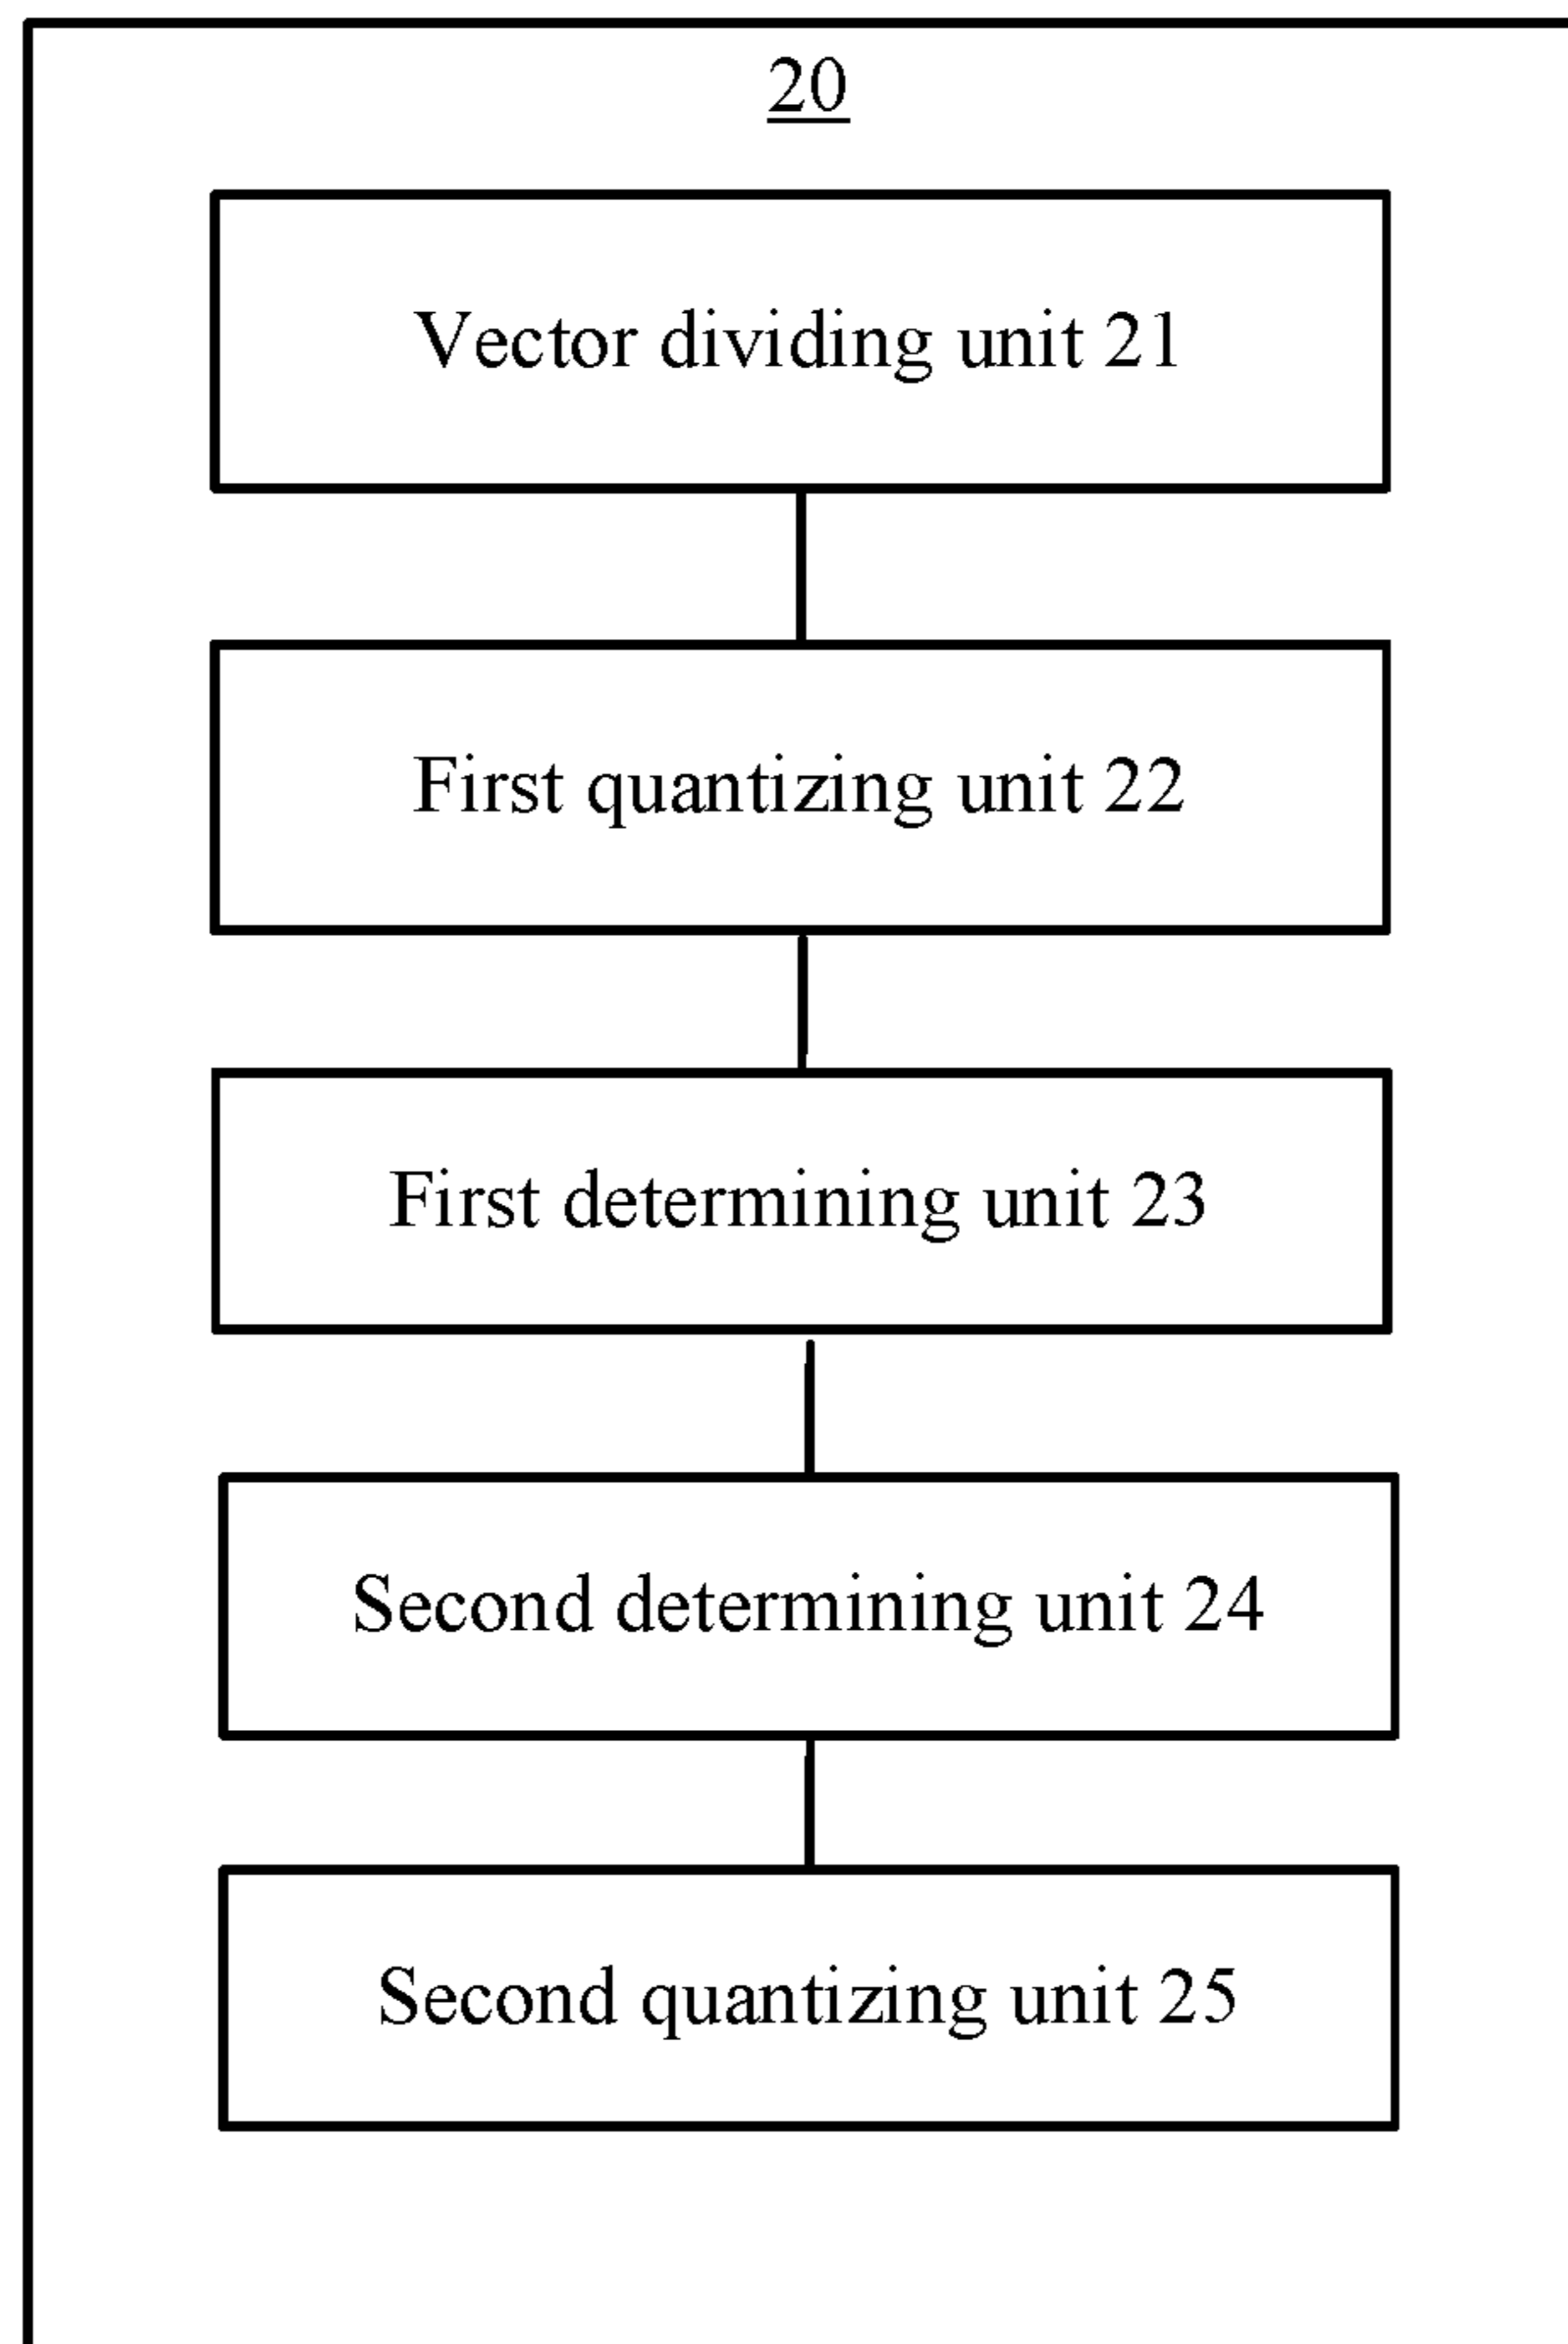 20
Vector dividing unit 21
First quantizing unit 22
First determining unit 23
Second determining unit 24
Second quantizing unit 25